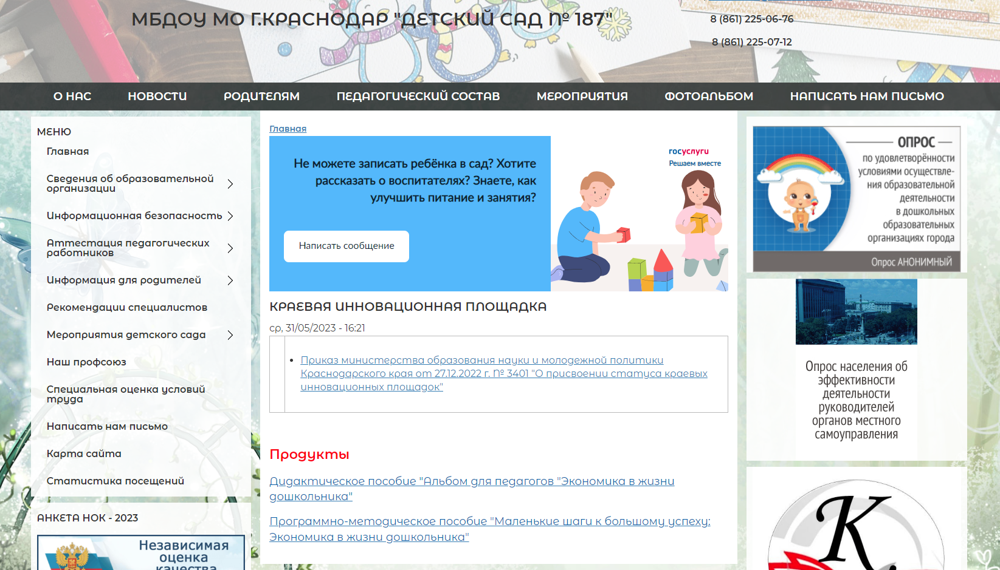 МБДОУ МО Г.КРАСНОДАР "ДЕТСКИЙ САД № 187"
8 (861) 225-06-76
8 (861) 225-07-12
О НАС
НОВОСТИ
РОДИТЕЛЯМ
ПЕДАГОГИЧЕСКИЙ СОСТАВ
МЕРОПРИЯТИЯ
ФОТОАЛЬБОМ
НАПИСАТЬ НАМ ПИСЬМО
МЕНЮ
Главная
Сведения об образовательной
организации
Информационная безопасность
Аттестация педагогических
работников
Информация для родителей
Рекомендации специалистов
Мероприятия детского сада
Наш профсоюз
Специальная оценка условий
труда
Написать нам письмо
Карта сайта
Статистика посещений
АНКЕТА НОК - 2023
Независимая
оценка
качества
Главная
Не можете записать ребёнка в сад? Хотите
рассказать о воспитателях? Знаете, как
улучшить питание и занятия?
Написать сообщение
госуслуги
Решаем вместе
КРАЕВАЯ ИННОВАЦИОННАЯ ПЛОЩАДКА
ср, 31/05/2023 - 16:21
Приказ министерства образования науки и молодежной политики
Краснодарского края от 27.12.2022 г. № 3401 "О присвоении статуса краевых
инновационных площадок"
Продукты
Дидактическое пособие "Альбом для педагогов "Экономика в жизни
дошкольника"
Программно-методическое пособие "Маленькие шаги к большому успеху:
Экономика в жизни дошкольника"
ОПРОС
по удовлетворённости
условиями осуществле-
ния образовательной
деятельности
в дошкольных
образовательных
организациях города
Опрос АНОНИМНЫЙ
Опрос населения об
эффективности
деятельности
руководителей
органов местного
самоуправления
К